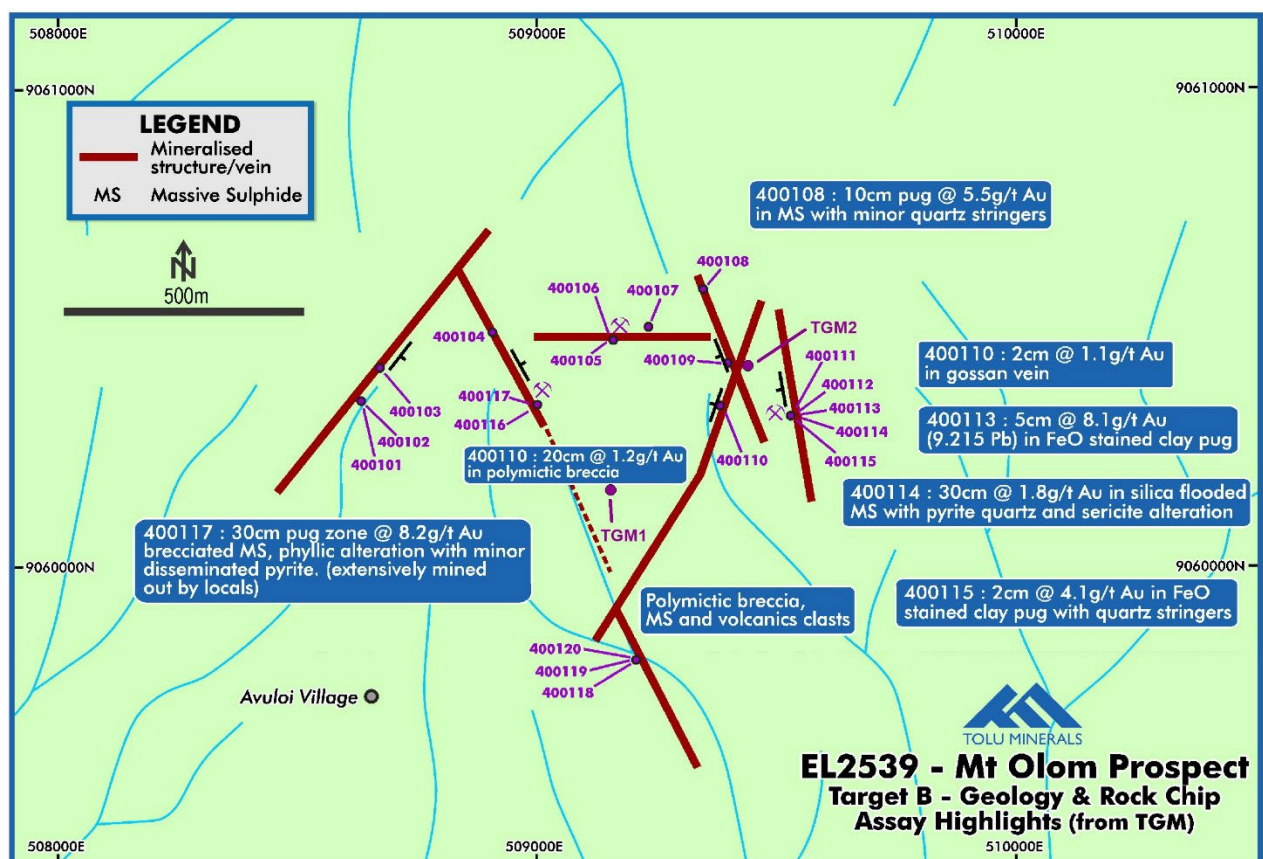 508000E
509000E
510000E
9061000N
9061000N
LEGEND
Mineralised
structure/vein
MS Massive Sulphide
N
500m
400108 : 10cm pug @ 5.5g/t Au
in MS with minor quartz stringers
400108
400106
400107
400104
400105
400109
TGM2
400111
400112
400113
400114
400115
400103
400102
400101
400117
400116
400110
400110 : 2cm @ 1.1g/t Au
in gossan vein
400113 : 5cm @ 8.1g/t Au
(9.215 Pb) in FeO stained clay pug
400110 : 20cm @ 1.2g/t Au
in polymictic breccia
TGM1
400114 : 30cm @ 1.8g/t Au in silica flooded
MS with pyrite quartz and sericite alteration
400117 : 30cm pug zone @ 8.2g/t Au
brecciated MS, phyllic alteration with minor
disseminated pyrite. (extensively mined
out by locals)
9060000N
9060000N
Polymictic breccia,
MS and volcanics clasts
400115 : 2cm @ 4.1g/t Au in FeO
stained clay pug with quartz stringers
400120
400119
400118
Avuloi Village
TOLU MINERALS
EL2539 - Mt Olom Prospect
Target B - Geology & Rock Chip
Assay Highlights (from TGM)
508000E
509000E
510000E